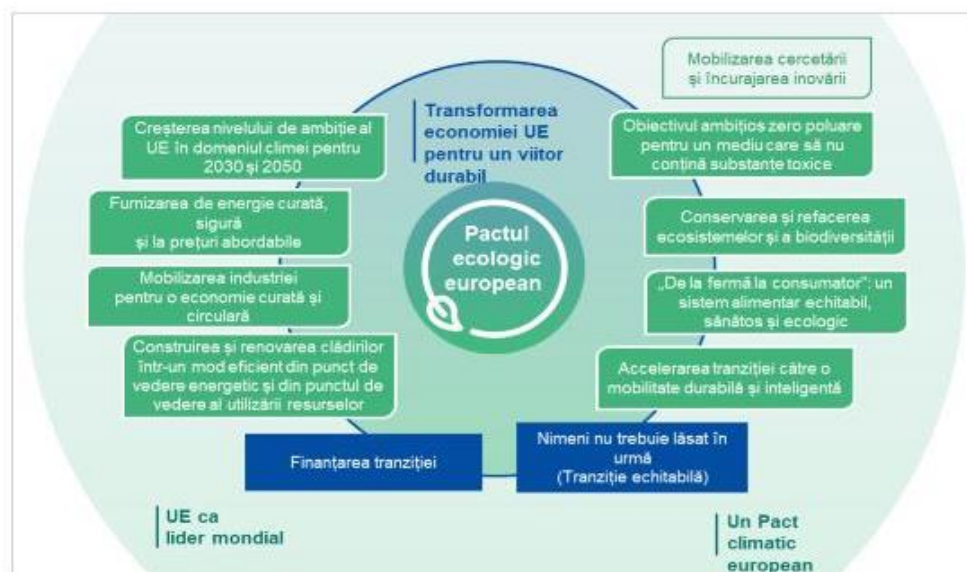 Mobilizarea cercetării
și încurajarea inovării
Transformarea
economiei UE
pentru un viitor
durabil
Creșterea nivelului de ambiție al
UE în domeniul climei pentru
2030 și 2050
Furnizarea de energie curată,
sigură
și la prețuri abordabile
Mobilizarea industriei
pentru o economie curată și
circulară
Construirea și renovarea clădirilor
într-un mod eficient din punct de
vedere energetic și din punctul de
vedere al utilizării resurselor
Pactul
ecologic
european
Obiectivul ambițios zero poluare
pentru un mediu care să nu
conțină substanțe toxice
Conservarea și refacerea
ecosistemelor și a biodiversității
„De la fermă la consumator”: un
sistem alimentar echitabil,
sănătos și ecologic
Accelerarea tranziției către o
mobilitate durabilă și inteligentă
Finanțarea tranziției
Nimeni nu trebuie lăsat în
urmă
(Tranziție echitabilă)
UE ca
lider mondial
Un Pact
climatic
european